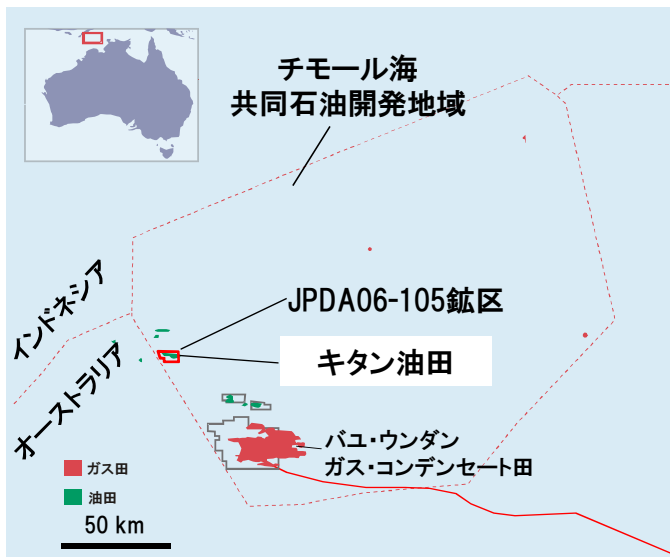 チモール海
共同石油開発地域
インドネシア
オーストラリア
JPDA06-105鉱区
キタン油田
バユ・ウンダン
ガス・コンデンセート田
ガス田
油田
50 km